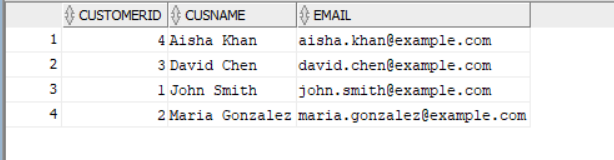 CUSTOMERID CUSNAME EMAIL
1 4 Aisha Khan aisha.khan@example.com
2 3 David Chen david.chen@example.com
3 1 John Smith john.smith@example.com
4 2 Maria Gonzalez maria.gonzalez@example.com